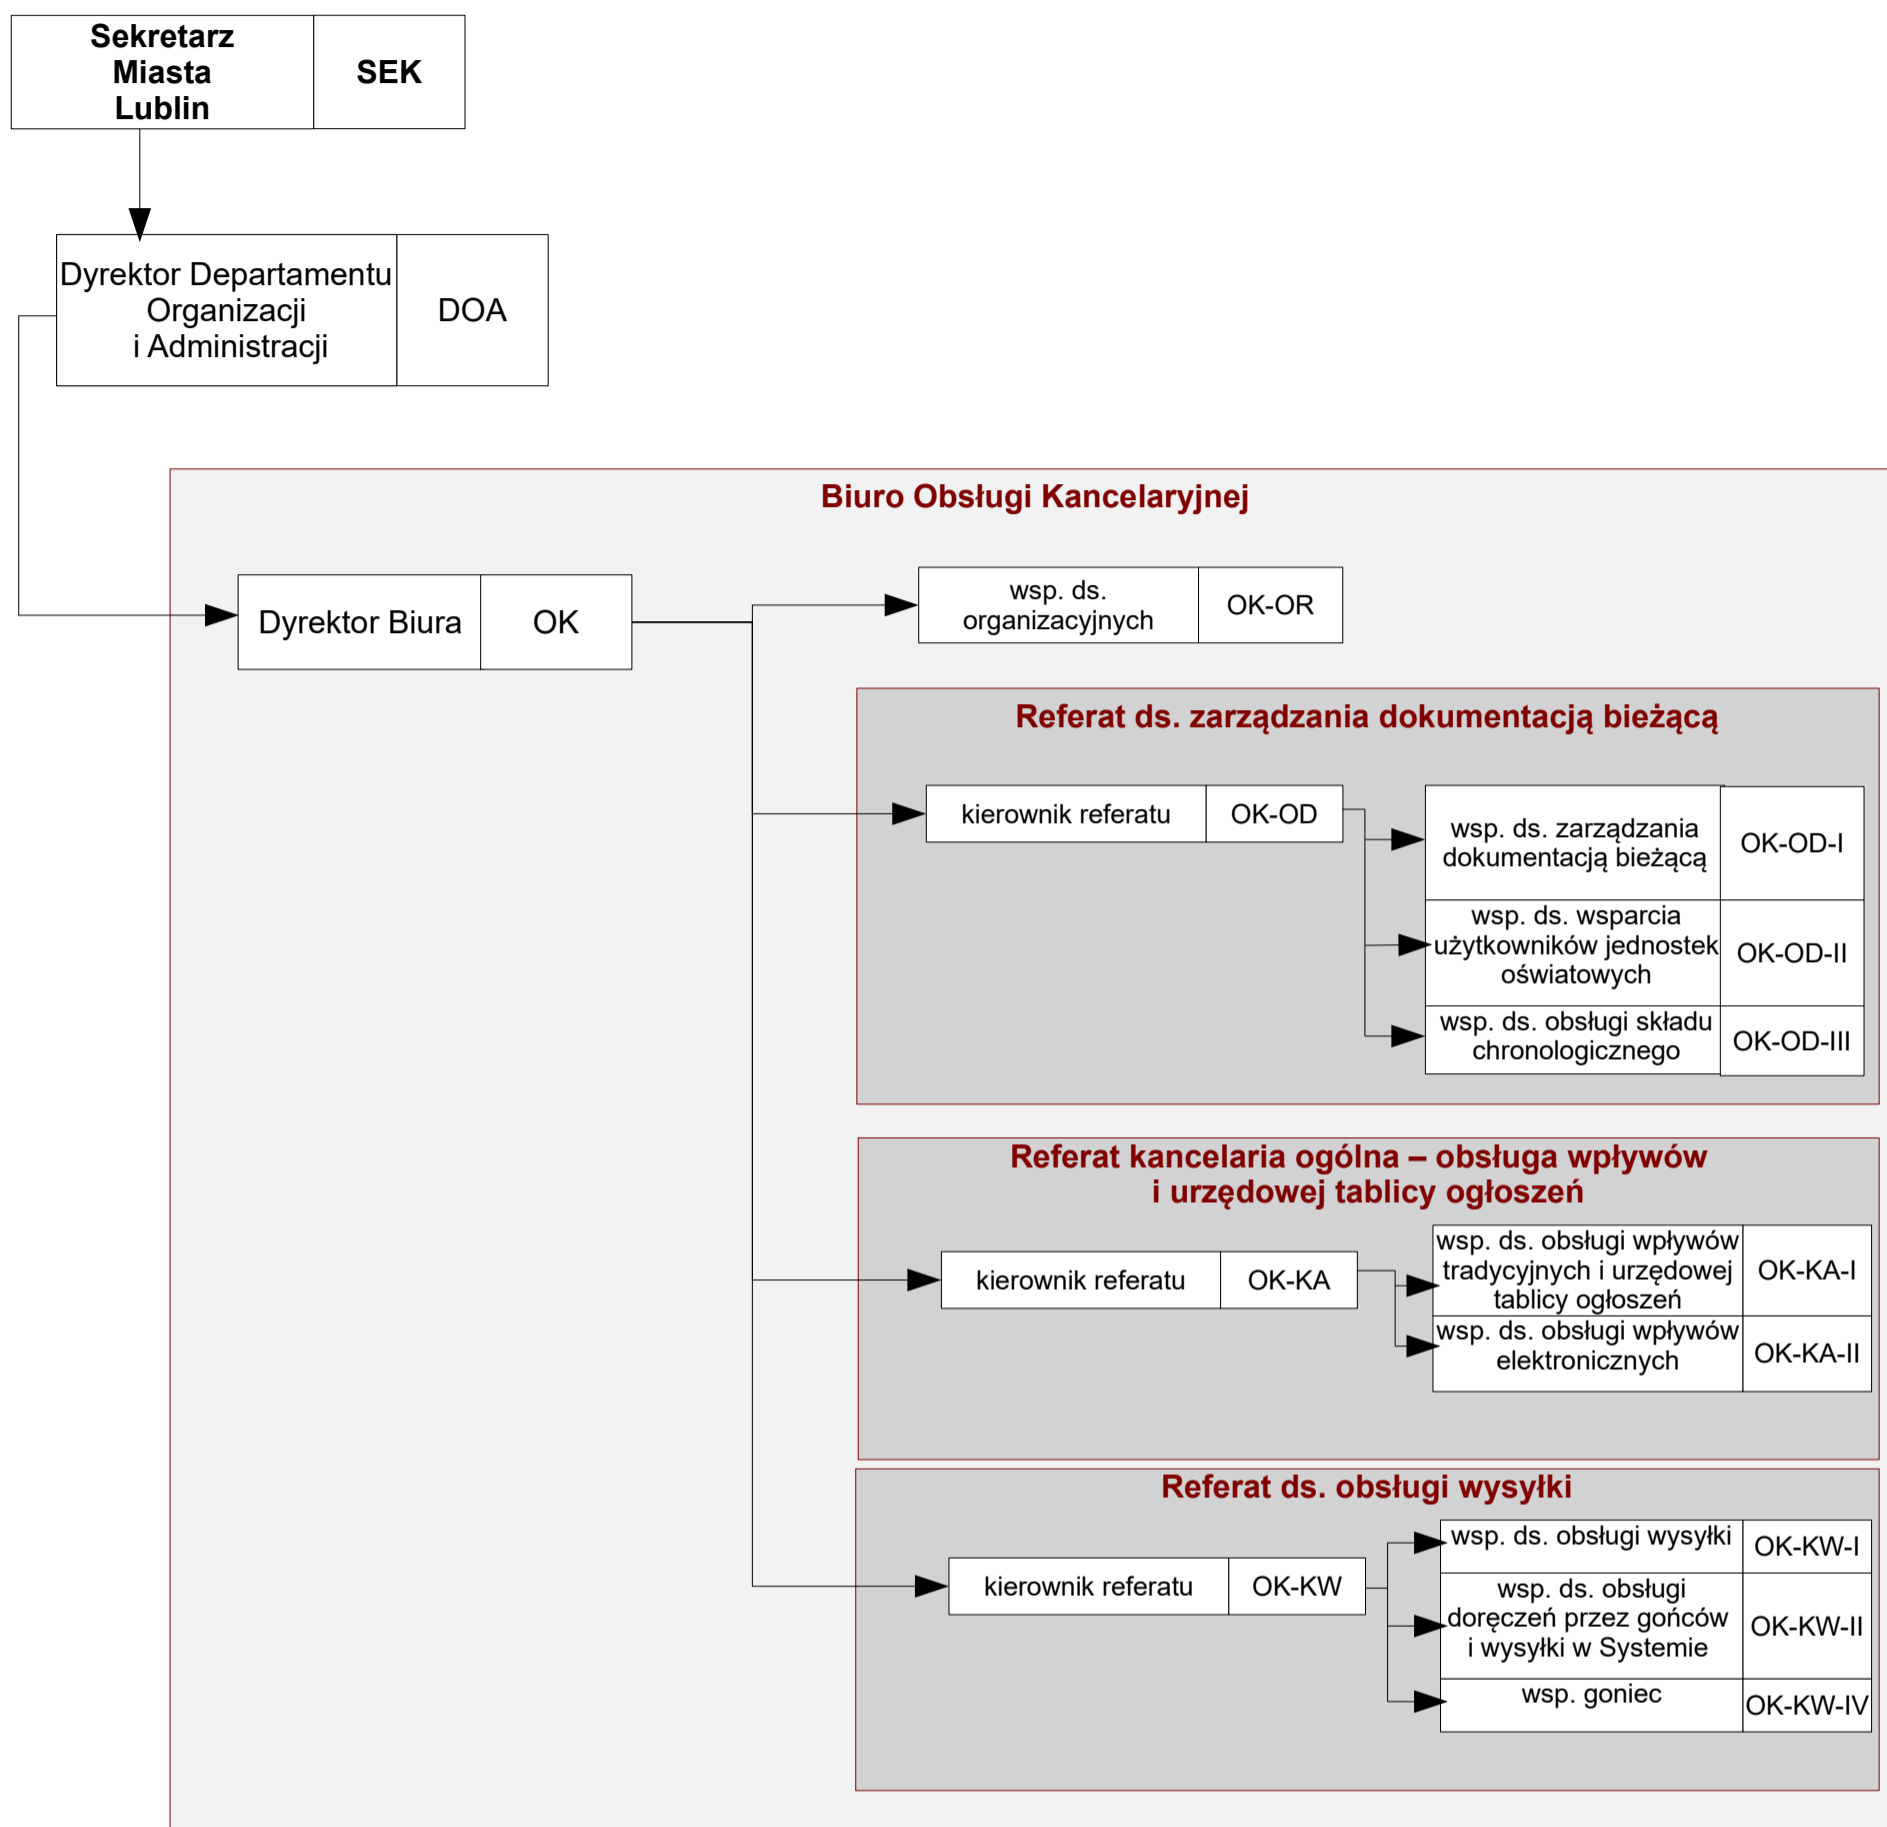 Sekretarz
Miasta
Lublin
SEK
Dyrektor Departamentu
Organizacji
i Administracji
DOA
Biuro Obsługi Kancelaryjnej
Dyrektor Biura
OK
wsp. ds.
organizacyjnych
OK-OR
Referat ds. zarządzania dokumentacją bieżącą
kierownik referatu
OK-OD
wsp. ds. zarządzania
dokumentacją bieżącą
OK-OD-I
wsp. ds. wsparcia
użytkowników jednostek
oświatowych
OK-OD-II
wsp. ds. obsługi składu
chronologicznego
OK-OD-III
Referat kancelaria ogólna – obsługa wpływów
i urzędowej tablicy ogłoszeń
kierownik referatu
OK-KA
wsp. ds. obsługi wpływów
tradycyjnych i urzędowej
tablicy ogłoszeń
OK-KA-I
wsp. ds. obsługi wpływów
elektronicznych
OK-KA-II
Referat ds. obsługi wysyłki
kierownik referatu
OK-KW
wsp. ds. obsługi wysyłki
OK-KW-I
wsp. ds. obsługi
doręczeń przez gońców
i wysyłki w Systemie
OK-KW-II
wsp. goniec
OK-KW-IV